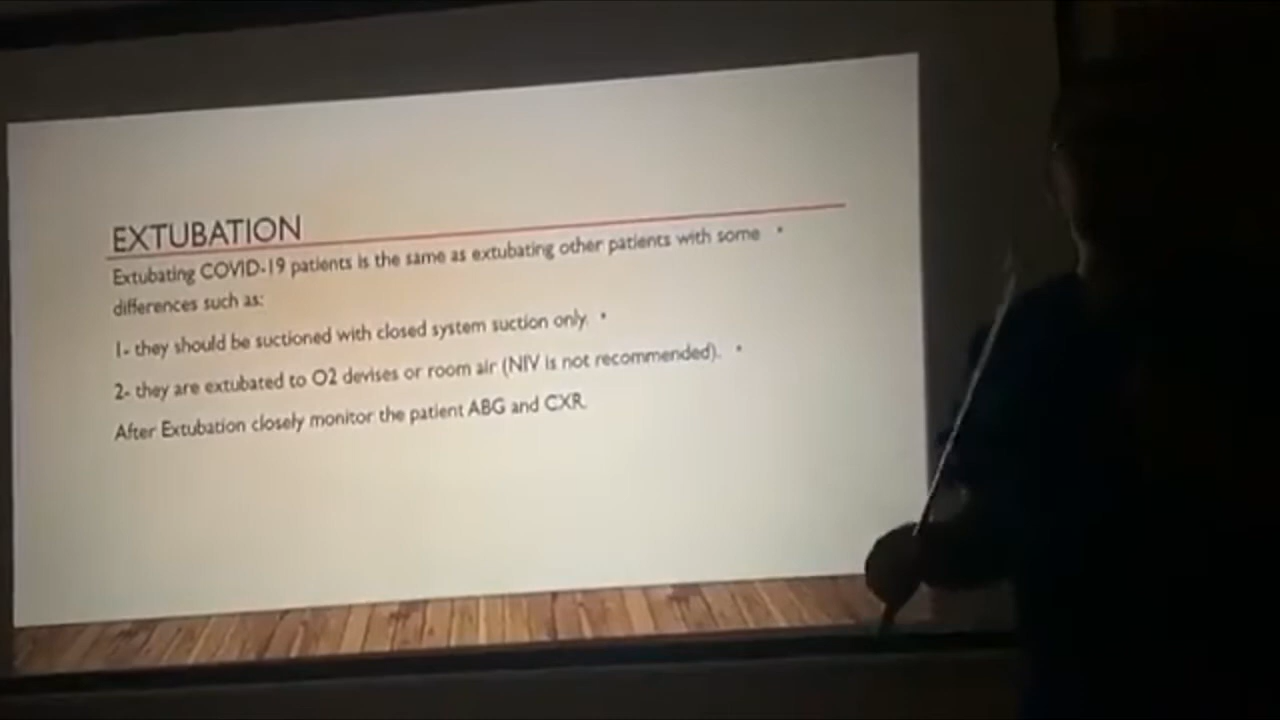 EXTUBATION
Extubating COVID-19 patients is the same as extubating other patients with some •
differences such as:
1- they should be suctioned with closed system suction only. •
2- they are extubated to O2 devises or room air (NIV is not recommended). •
After Extubation closely monitor the patient ABG and CXR.